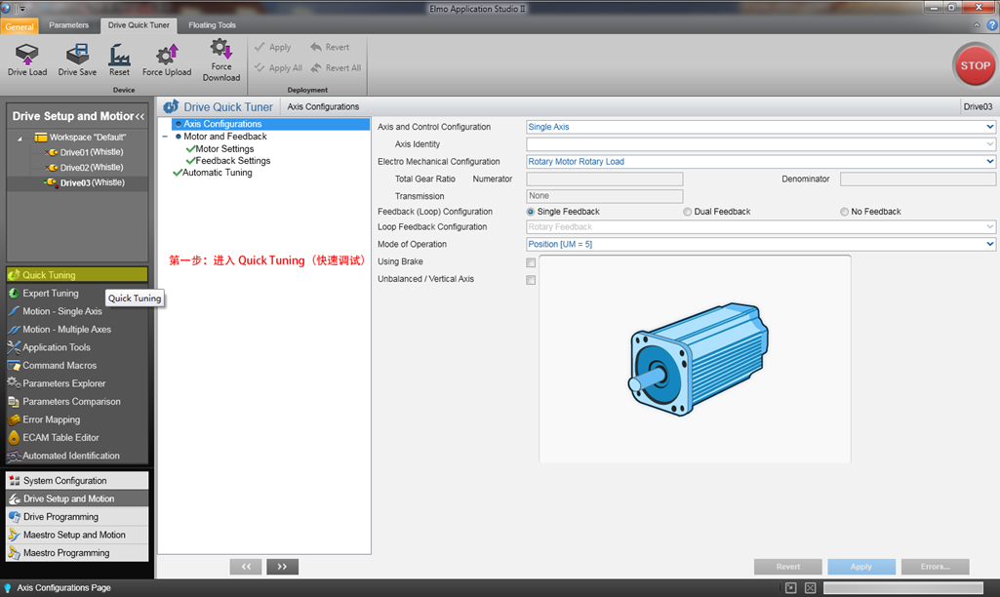 Elmo Application Studio II
General Parameters Drive Quick Tuner Floating Tools
Drive Load Drive Save Reset Force Upload Force Download
Apply Revert
Apply All Revert All
Device Deployment
STOP
Drive Setup and Motion<<
Workspace "Default"
Drive01 (Whistle)
Drive02 (Whistle)
Drive03 (Whistle)
Quick Tuning
Expert Tuning
Quick Tuning
Motion - Single Axis
Motion - Multiple Axes
Application Tools
Command Macros
Parameters Explorer
Parameters Comparison
Error Mapping
ECAM Table Editor
Automated Identification
System Configuration
Drive Setup and Motion
Drive Programming
Maestro Setup and Motion
Maestro Programming
Drive Quick Tuner Axis Configurations Drive03
Axis Configurations
Motor and Feedback
Motor Settings
Feedback Settings
Automatic Tuning
第一步：进入 Quick Tuning（快速调试）
Axis and Control Configuration Single Axis
Axis Identity
Electro Mechanical Configuration Rotary Motor Rotary Load
Total Gear Ratio Numerator Denominator
Transmission None
Feedback (Loop) Configuration Single Feedback Dual Feedback No Feedback
Loop Feedback Configuration Rotary Feedback
Mode of Operation Position [UM = 5]
Using Brake
Unbalanced / Vertical Axis
<< >> Revert Apply Errors...
Axis Configurations Page